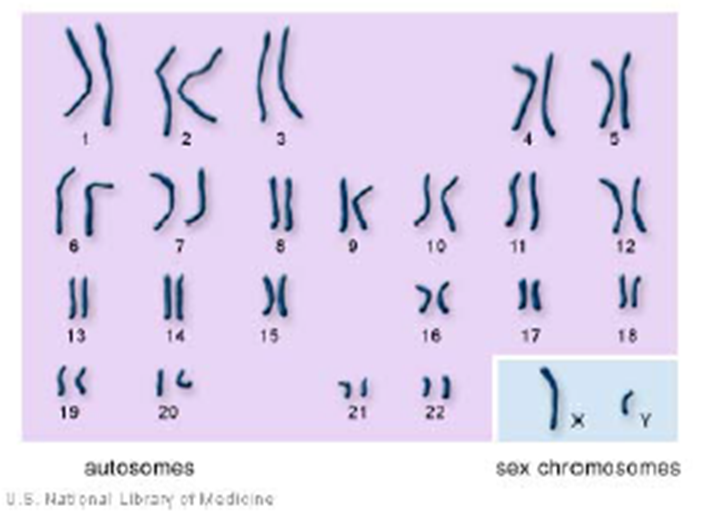 1 2 3 4 5
6 7 8 9 10 11 12
13 14 15 16 17 18
19 20 21 22 X Y
autosomes sex chromosomes
U.S. National Library of Medicine